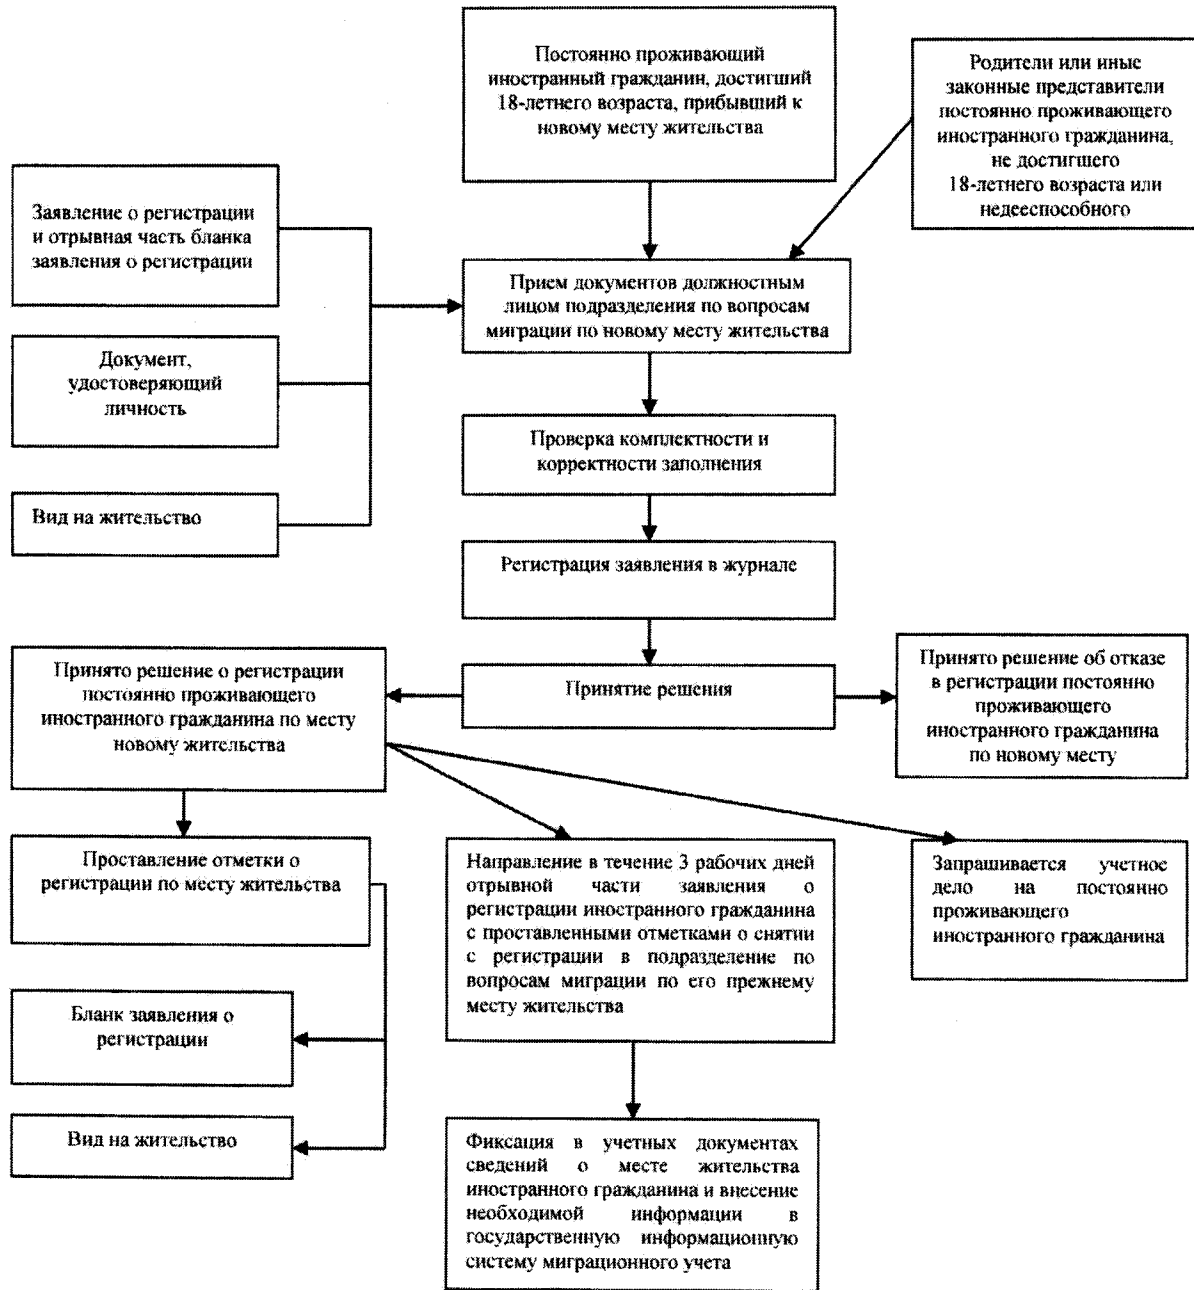 Постоянно проживающий
иностранный гражданин, достигший
18-летнего возраста, прибывший к
новому месту жительства
Родители или иные
законные представители
постоянно проживающего
иностранного гражданина,
не достигшего
18-летнего возраста или
недееспособного
Заявление о регистрации
и отрывная часть бланка
заявления о регистрации
Прием документов должностным
лицом подразделения по вопросам
миграции по новому месту жительства
Документ,
удостоверяющий
личность
Проверка комплектности и
корректности заполнения
Вид на жительство
Регистрация заявления в журнале
Принято решение о регистрации
постоянно проживающего
иностранного гражданина по месту
новому жительства
Принятие решения
Принято решение об отказе
в регистрации постоянно
проживающего
иностранного гражданина
по новому месту
Проставление отметки о
регистрации по месту жительства
Направление в течение 3 рабочих дней
отрывной части заявления о
регистрации иностранного гражданина
с проставленными отметками о снятии
с регистрации в подразделение по
вопросам миграции по его прежнему
месту жительства
Запрашивается учетное
дело на постоянно
проживающего
иностранного гражданина
Бланк заявления о
регистрации
Вид на жительство
Фиксация в учетных документах
сведений о месте жительства
иностранного гражданина и внесение
необходимой информации в
государственную информационную
систему миграционного учета